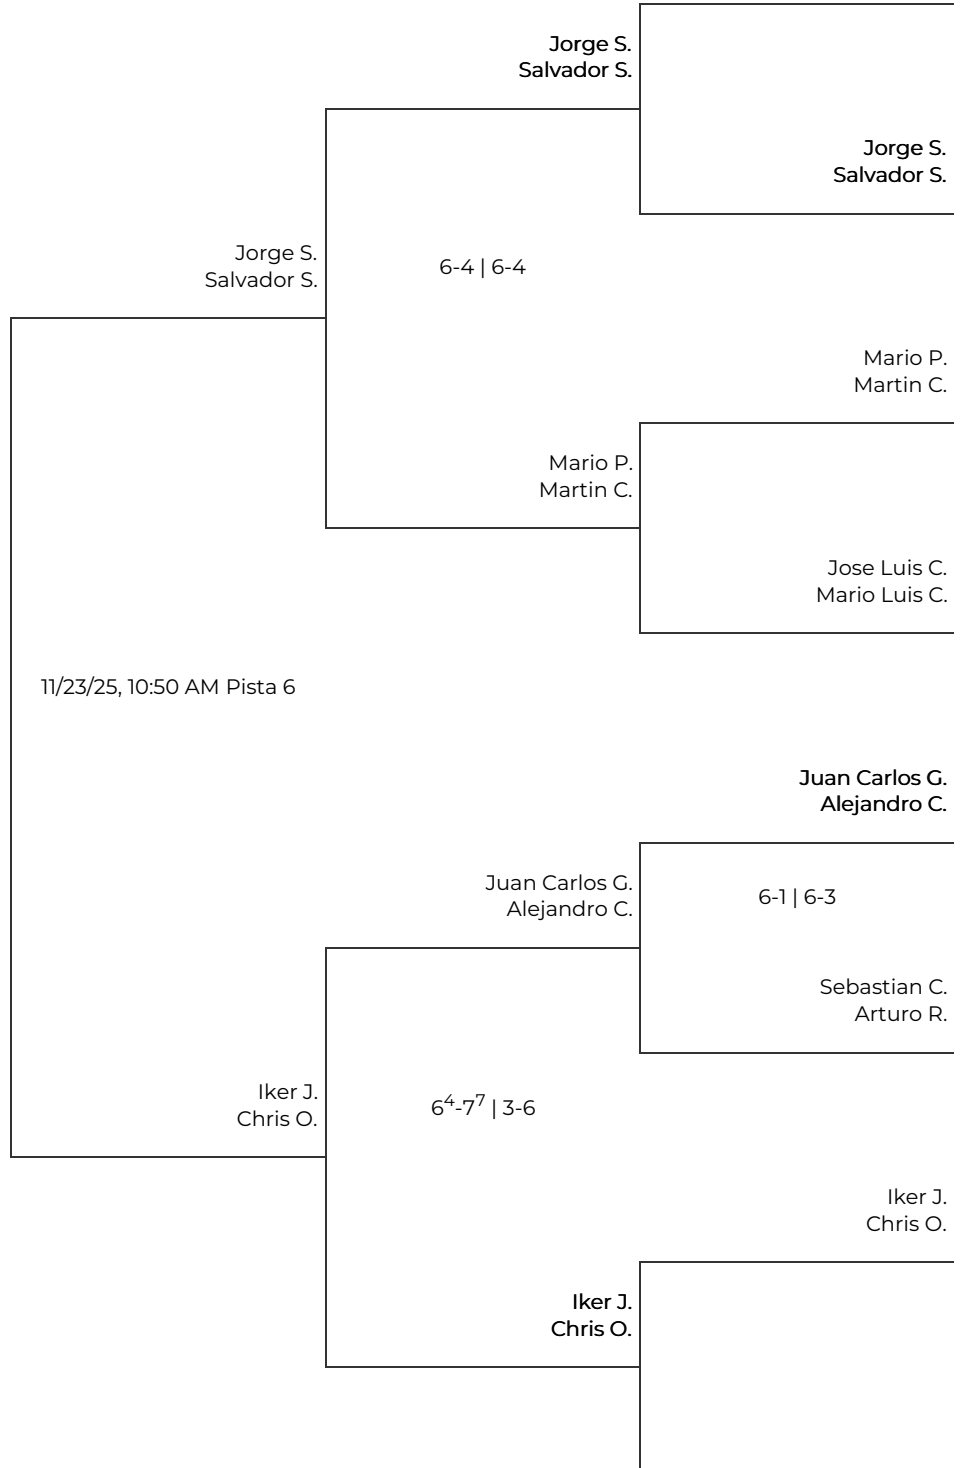 Jorge S.
Salvador S.
Jorge S.
Salvador S.
Jorge S.
Salvador S.
6-4 | 6-4
Mario P.
Martin C.
Mario P.
Martin C.
Jose Luis C.
Mario Luis C.
11/23/25, 10:50 AM Pista 6
Juan Carlos G.
Alejandro C.
Juan Carlos G.
Alejandro C.
6-1 | 6-3
Sebastian C.
Arturo R.
Iker J.
Chris O.
6⁴-7⁷ | 3-6
Iker J.
Chris O.
Iker J.
Chris O.